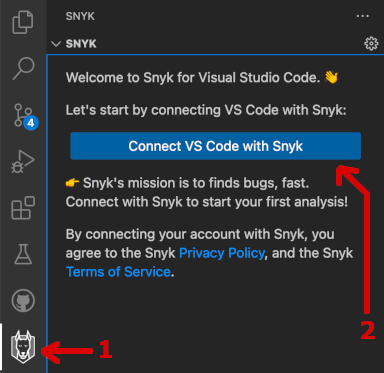 SNYK
SNYK
Welcome to Snyk for Visual Studio Code. 👋
Let's start by connecting VS Code with Snyk:
4
Connect VS Code with Snyk
👉 Snyk's mission is to finds bugs, fast.
Connect with Snyk to start your first analysis!
By connecting your account with Snyk, you
agree to the Snyk Privacy Policy, and the Snyk
Terms of Service.
2
1